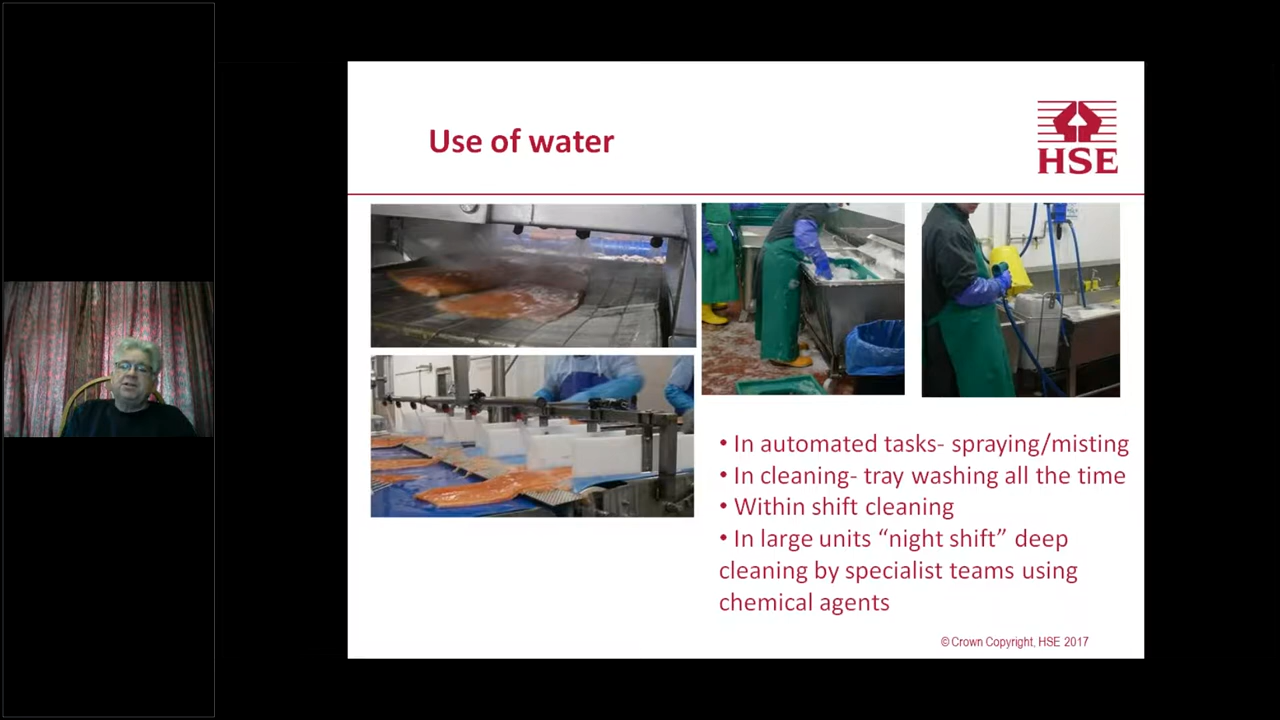 Use of water
HSE
• In automated tasks- spraying/misting
• In cleaning- tray washing all the time
• Within shift cleaning
• In large units “night shift” deep
cleaning by specialist teams using
chemical agents
© Crown Copyright, HSE 2017